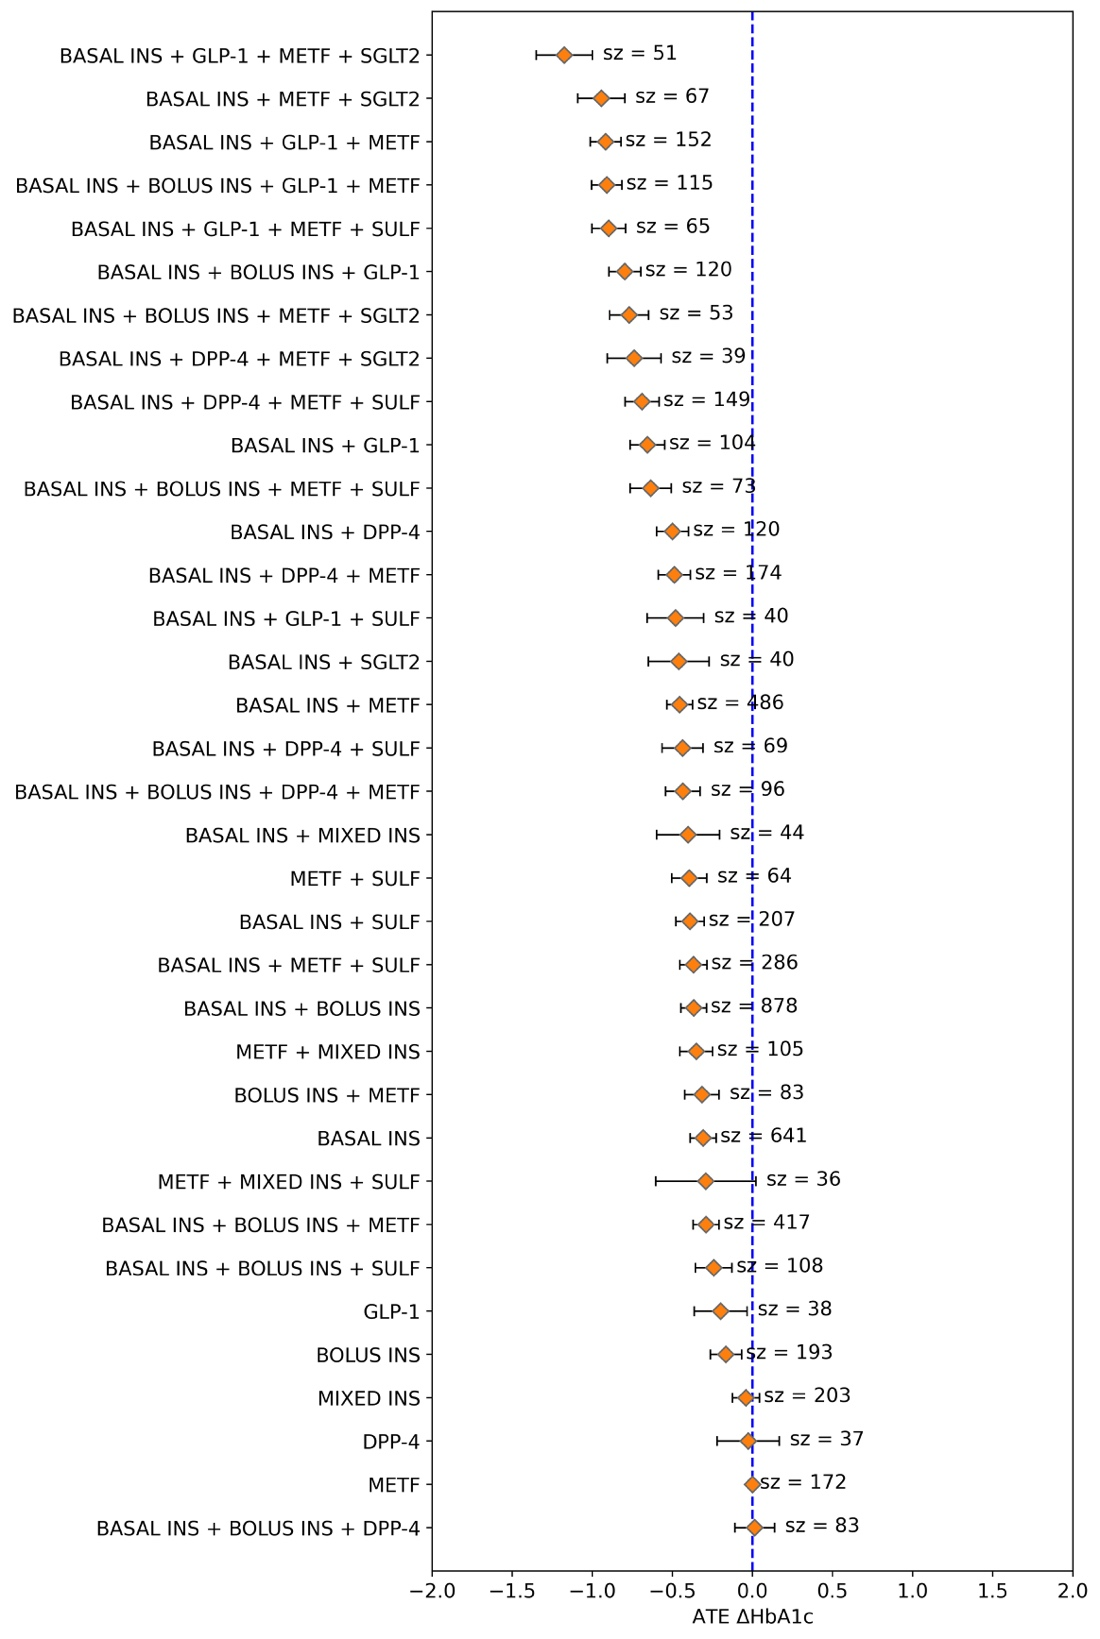 BASAL INS + GLP-1 + METF + SGLT2 sz = 51
BASAL INS + METF + SGLT2 sz = 67
BASAL INS + GLP-1 + METF sz = 152
BASAL INS + BOLUS INS + GLP-1 + METF sz = 115
BASAL INS + GLP-1 + METF + SULF sz = 65
BASAL INS + BOLUS INS + GLP-1 sz = 120
BASAL INS + BOLUS INS + METF + SGLT2 sz = 53
BASAL INS + DPP-4 + METF + SGLT2 sz = 39
BASAL INS + DPP-4 + METF + SULF sz = 149
BASAL INS + GLP-1 sz = 104
BASAL INS + BOLUS INS + METF + SULF sz = 73
BASAL INS + DPP-4 sz = 120
BASAL INS + DPP-4 + METF sz = 174
BASAL INS + GLP-1 + SULF sz = 40
BASAL INS + SGLT2 sz = 40
BASAL INS + METF sz = 486
BASAL INS + DPP-4 + SULF sz = 69
BASAL INS + BOLUS INS + DPP-4 + METF sz = 96
BASAL INS + MIXED INS sz = 44
METF + SULF sz = 64
BASAL INS + SULF sz = 207
BASAL INS + METF + SULF sz = 286
BASAL INS + BOLUS INS sz = 878
METF + MIXED INS sz = 105
BOLUS INS + METF sz = 83
BASAL INS sz = 641
METF + MIXED INS + SULF sz = 36
BASAL INS + BOLUS INS + METF sz = 417
BASAL INS + BOLUS INS + SULF sz = 108
GLP-1 sz = 38
BOLUS INS sz = 193
MIXED INS sz = 203
DPP-4 sz = 37
METF sz = 172
BASAL INS + BOLUS INS + DPP-4 sz = 83
−2.0 −1.5 −1.0 −0.5 0.0 0.5 1.0 1.5 2.0
ATE ΔHbA1c